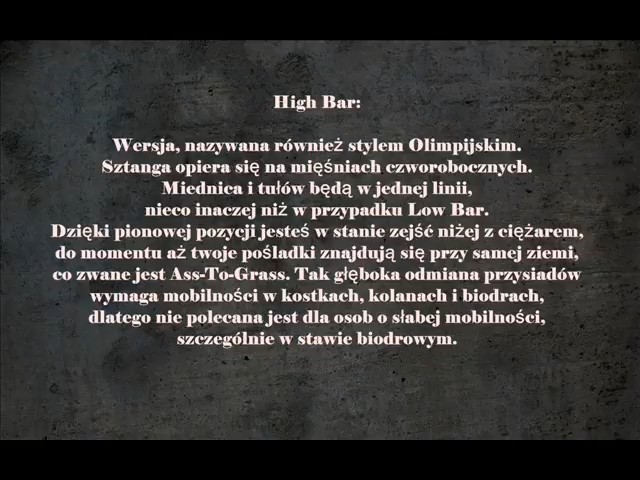 High Bar:
Wersja, nazywana również stylem Olimpijskim.
Sztanga opiera się na mięśniach czworobocznych.
Miednica i tułów będą w jednej linii,
nieco inaczej niż w przypadku Low Bar.
Dzięki pionowej pozycji jesteś w stanie zejść niżej z ciężarem,
do momentu aż twoje pośladki znajdują się przy samej ziemi,
co zwane jest Ass-To-Grass. Tak głęboka odmiana przysiadów
wymaga mobilności w kostkach, kolanach i biodrach,
dlatego nie polecana jest dla osob o słabej mobilności,
szczególnie w stawie biodrowym.